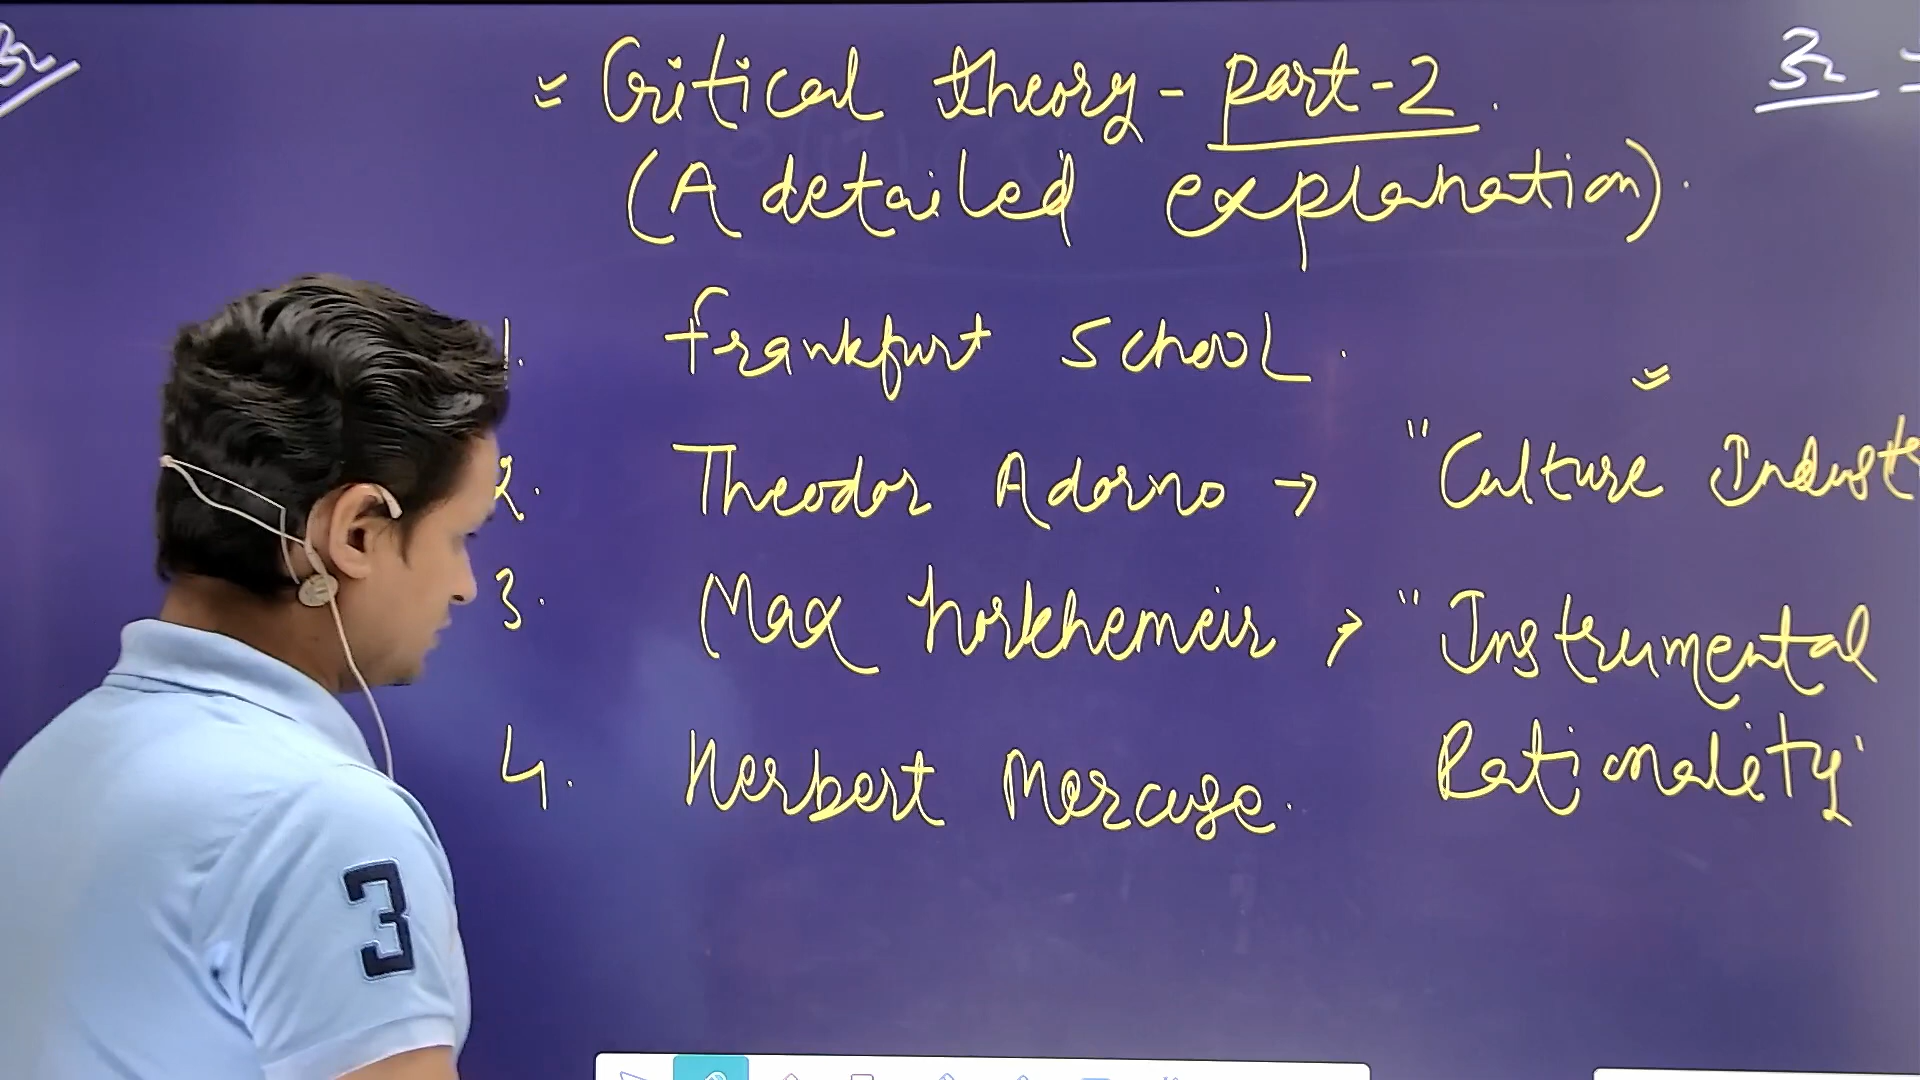 Critical theory - part-2.
(A detailed explanation).
1. Frankfurt School.
2. Theodor Adorno → "Culture
3. Max horkhemeir → "Instrumental
Rationality"
4. Herbert Marcuse.
3